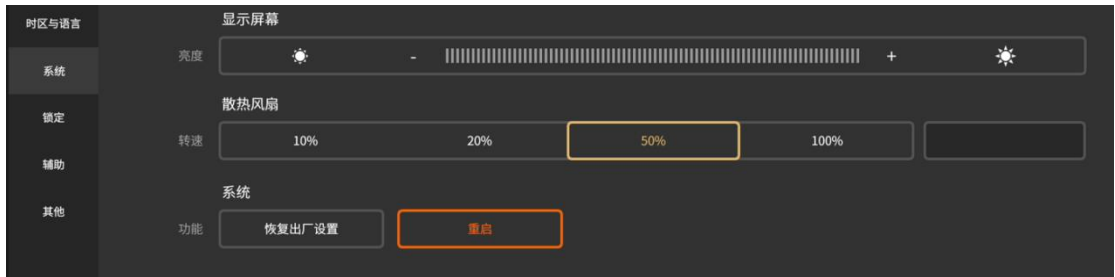 时区与语言
系统
锁定
辅助
其他
显示屏幕
亮度 - +
散热风扇
转速 10% 20% 50% 100%
系统
功能 恢复出厂设置 重启